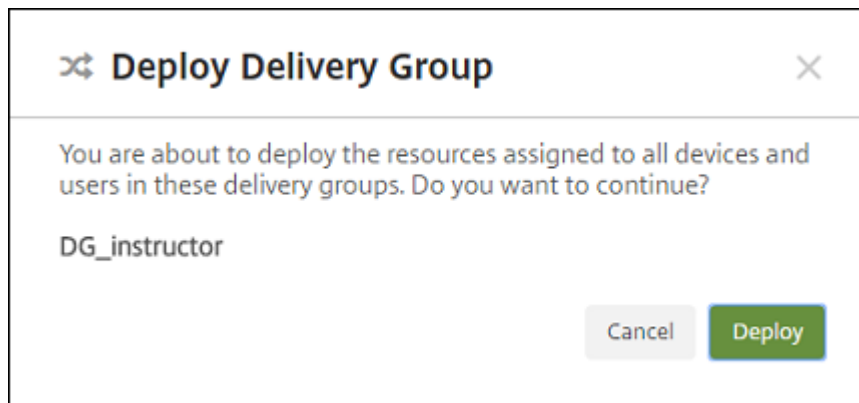 Deploy Delivery Group
You are about to deploy the resources assigned to all devices and
users in these delivery groups. Do you want to continue?
DG_instructor
Cancel
Deploy